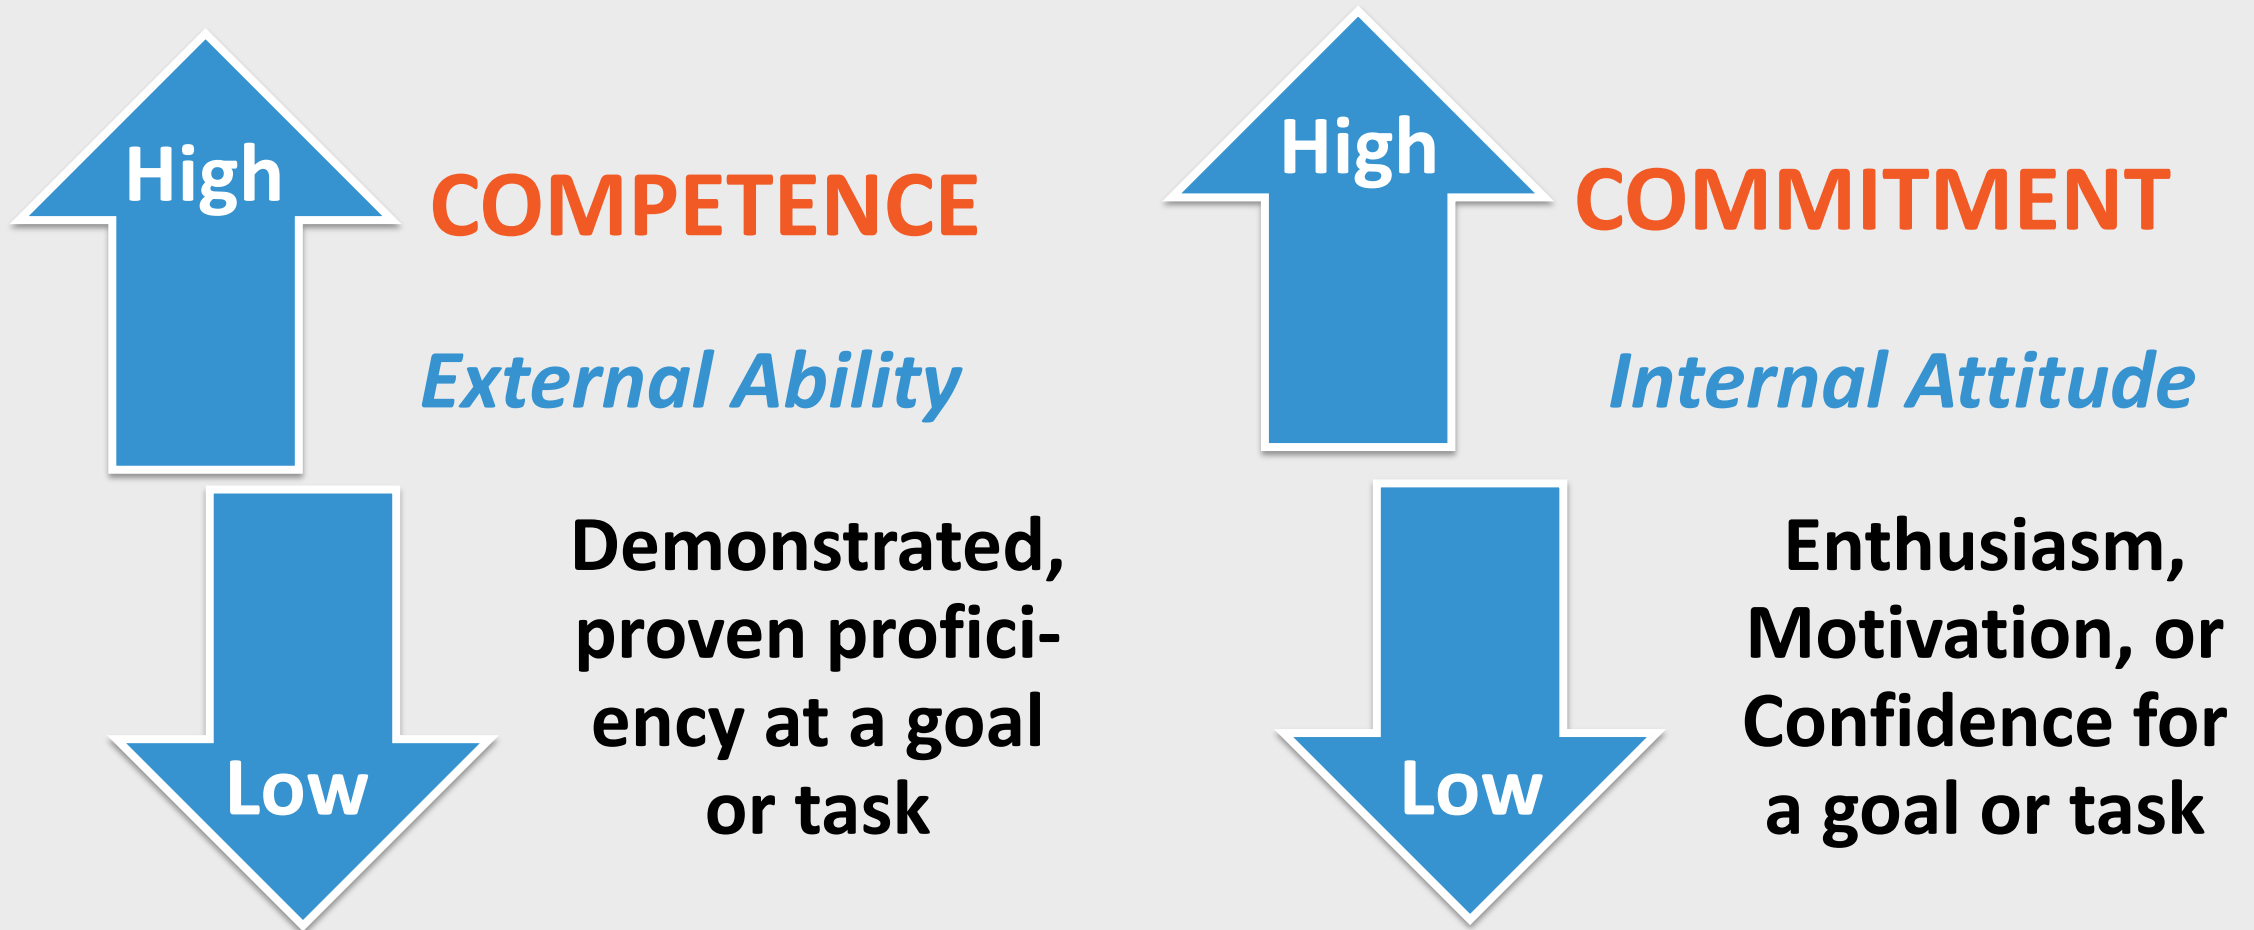 High
COMPETENCE
External Ability
Demonstrated,
proven profici-
ency at a goal
or task
Low
High
COMMITMENT
Internal Attitude
Enthusiasm,
Motivation, or
Confidence for
a goal or task
Low